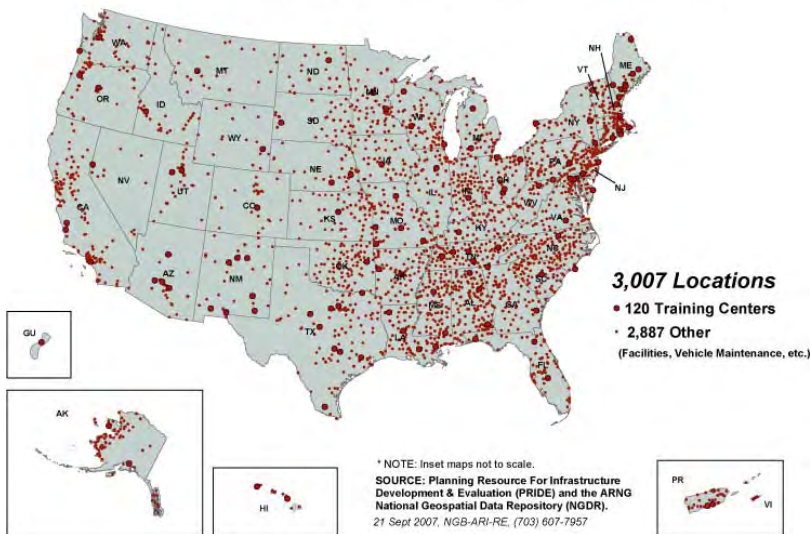 NH
WA
VT
ME
MT
ND
MN
OR
ID
SD
WI
NY
MI
WY
IA
PA
NE
OH
NJ
NV
UT
IL
IN
CO
WV
CA
KS
MO
VA
KY
NC
TN
OK
AZ
AR
SC
NM
MS
AL
GA
3,007 Locations
120 Training Centers
2,887 Other
(Facilities, Vehicle Maintenance, etc.)
GU
TX
LA
FL
AK
* NOTE: Inset maps not to scale.
SOURCE: Planning Resource For Infrastructure
Development & Evaluation (PRIDE) and the ARNG
National Geospatial Data Repository (NGDR).
21 Sept 2007, NGB-ARI-RE, (703) 607-7957
HI
PR
VI